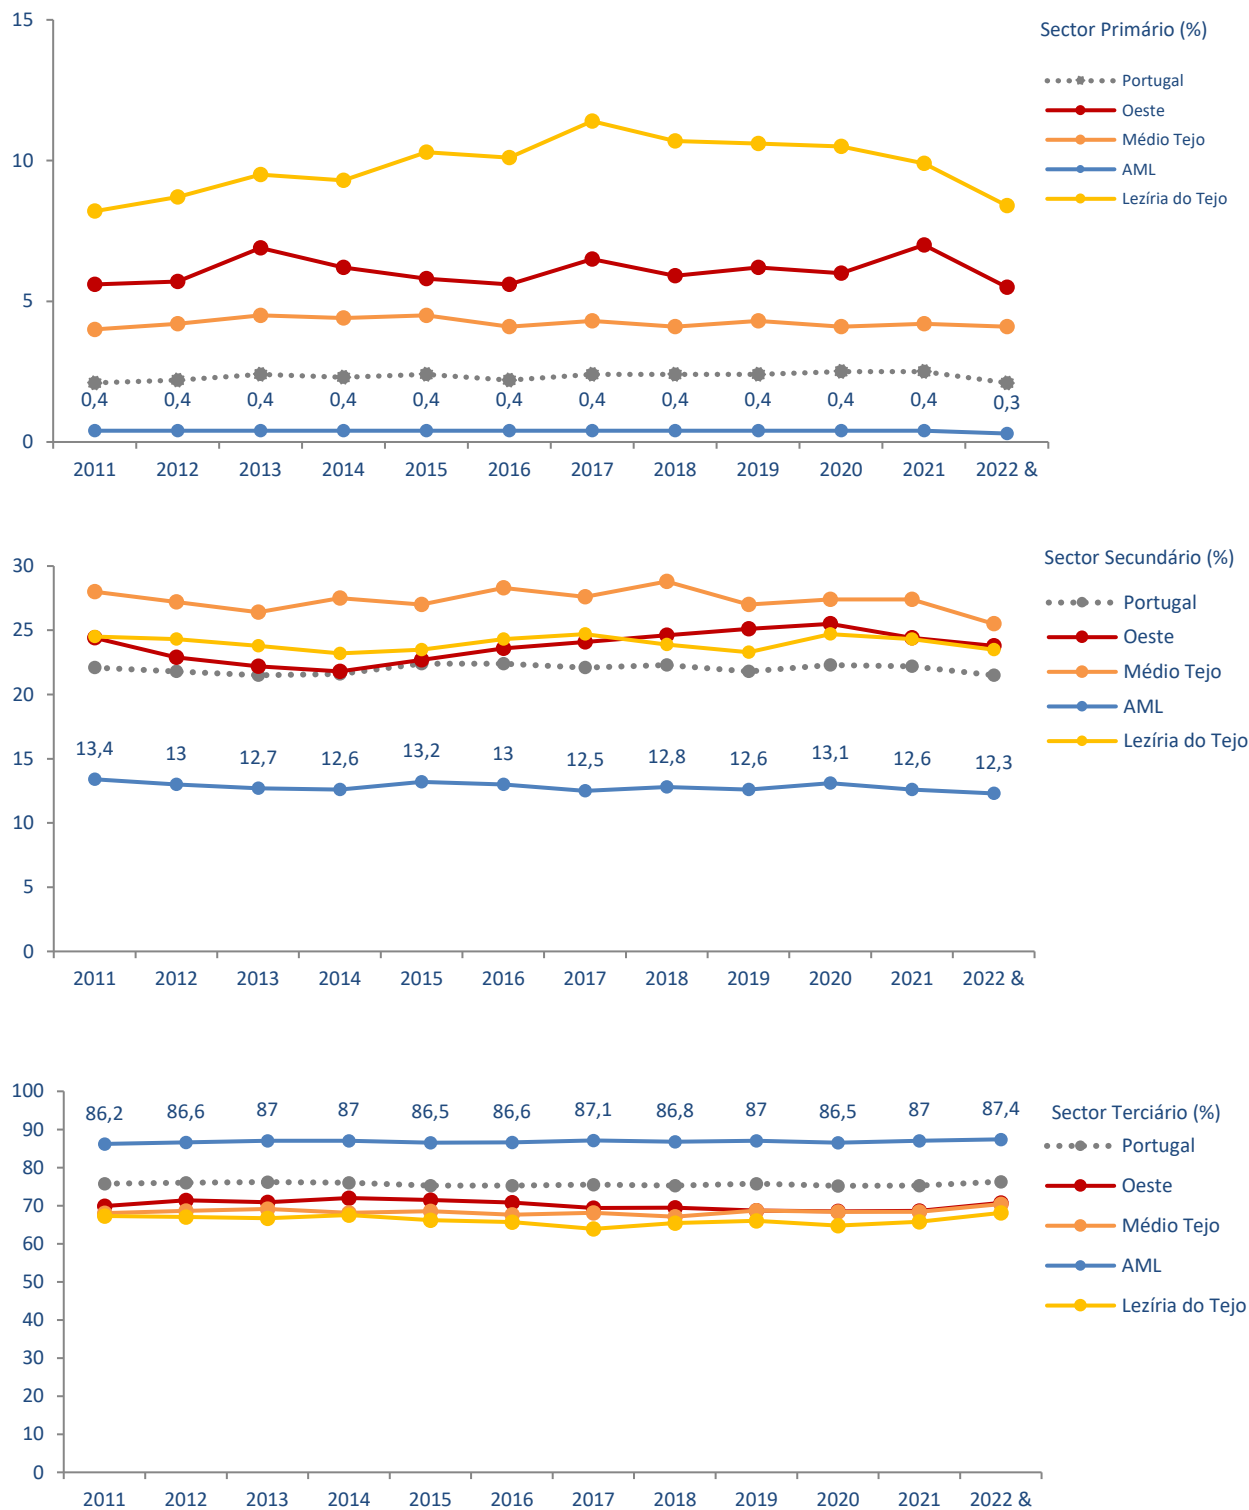 15
10
5
0
0,4 0,4 0,4 0,4 0,4 0,4 0,4 0,4 0,4 0,4 0,4 0,3
2011 2012 2013 2014 2015 2016 2017 2018 2019 2020 2021 2022 &
Sector Primário (%)
Portugal
Oeste
Médio Tejo
AML
Lezíria do Tejo
30
25
20
15
10
5
0
13,4 13 12,7 12,6 13,2 13 12,5 12,8 12,6 13,1 12,6 12,3
2011 2012 2013 2014 2015 2016 2017 2018 2019 2020 2021 2022 &
Sector Secundário (%)
Portugal
Oeste
Médio Tejo
AML
Lezíria do Tejo
100
90
80
70
60
50
40
30
20
10
0
86,2 86,6 87 87 86,5 86,6 87,1 86,8 87 86,5 87 87,4
2011 2012 2013 2014 2015 2016 2017 2018 2019 2020 2021 2022 &
Sector Terciário (%)
Portugal
Oeste
Médio Tejo
AML
Lezíria do Tejo